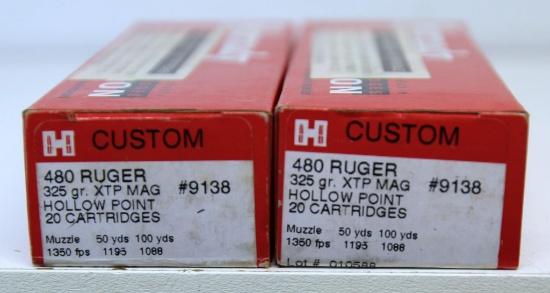 H CUSTOM
480 RUGER
325 gr. XTP MAG #9138
HOLLOW POINT
20 CARTRIDGES
Muzzle 50 yds 100 yds
1350 fps 1195 1088
H CUSTOM
480 RUGER
325 gr. XTP MAG #9138
HOLLOW POINT
20 CARTRIDGES
Muzzle 50 yds 100 yds
1350 fps 1195 1088
Lot # 010588